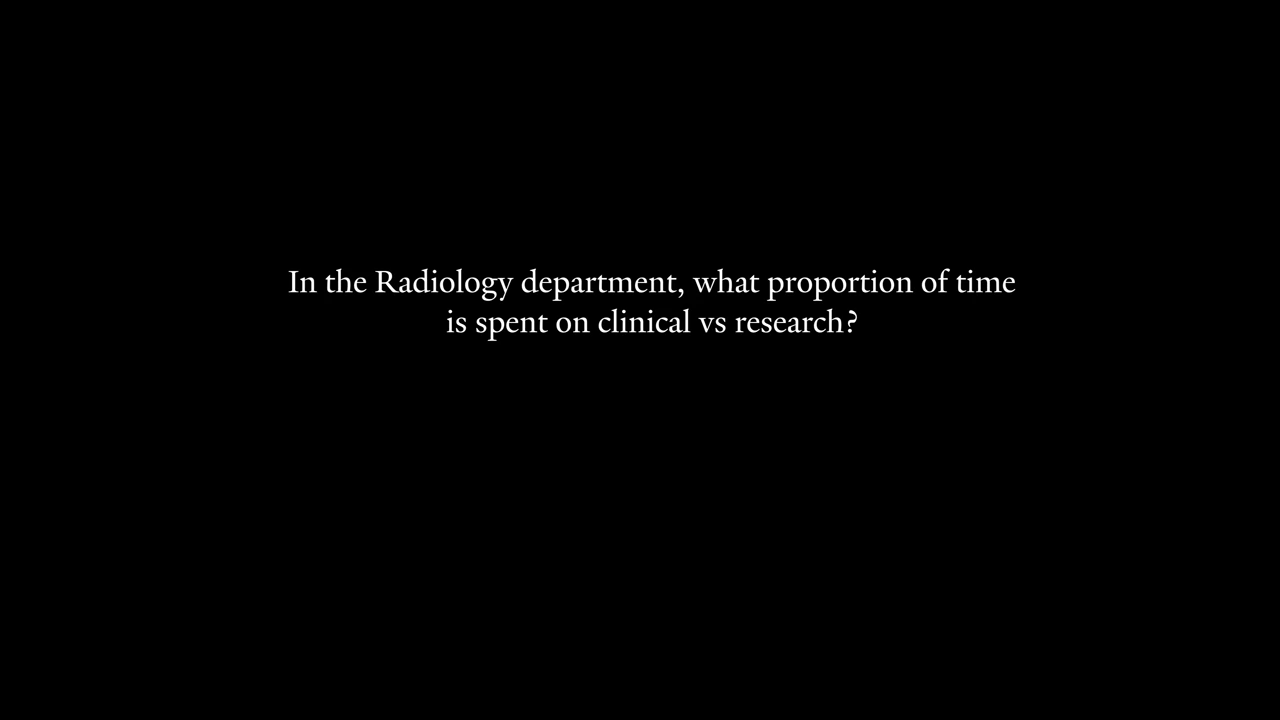 In the Radiology department, what proportion of time
is spent on clinical vs research?